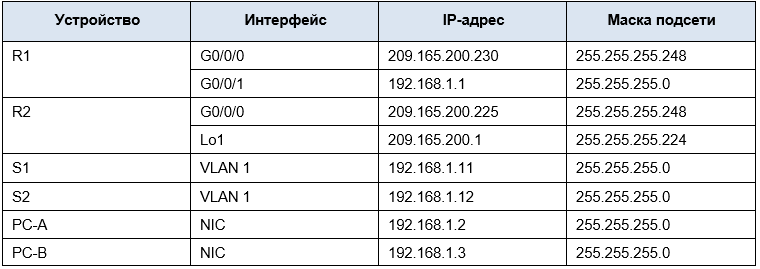 Устройство Интерфейс IP-адрес Маска подсети
R1 G0/0/0 209.165.200.230 255.255.255.248
G0/0/1 192.168.1.1 255.255.255.0
R2 G0/0/0 209.165.200.225 255.255.255.248
Lo1 209.165.200.1 255.255.255.224
S1 VLAN 1 192.168.1.11 255.255.255.0
S2 VLAN 1 192.168.1.12 255.255.255.0
PC-A NIC 192.168.1.2 255.255.255.0
PC-B NIC 192.168.1.3 255.255.255.0